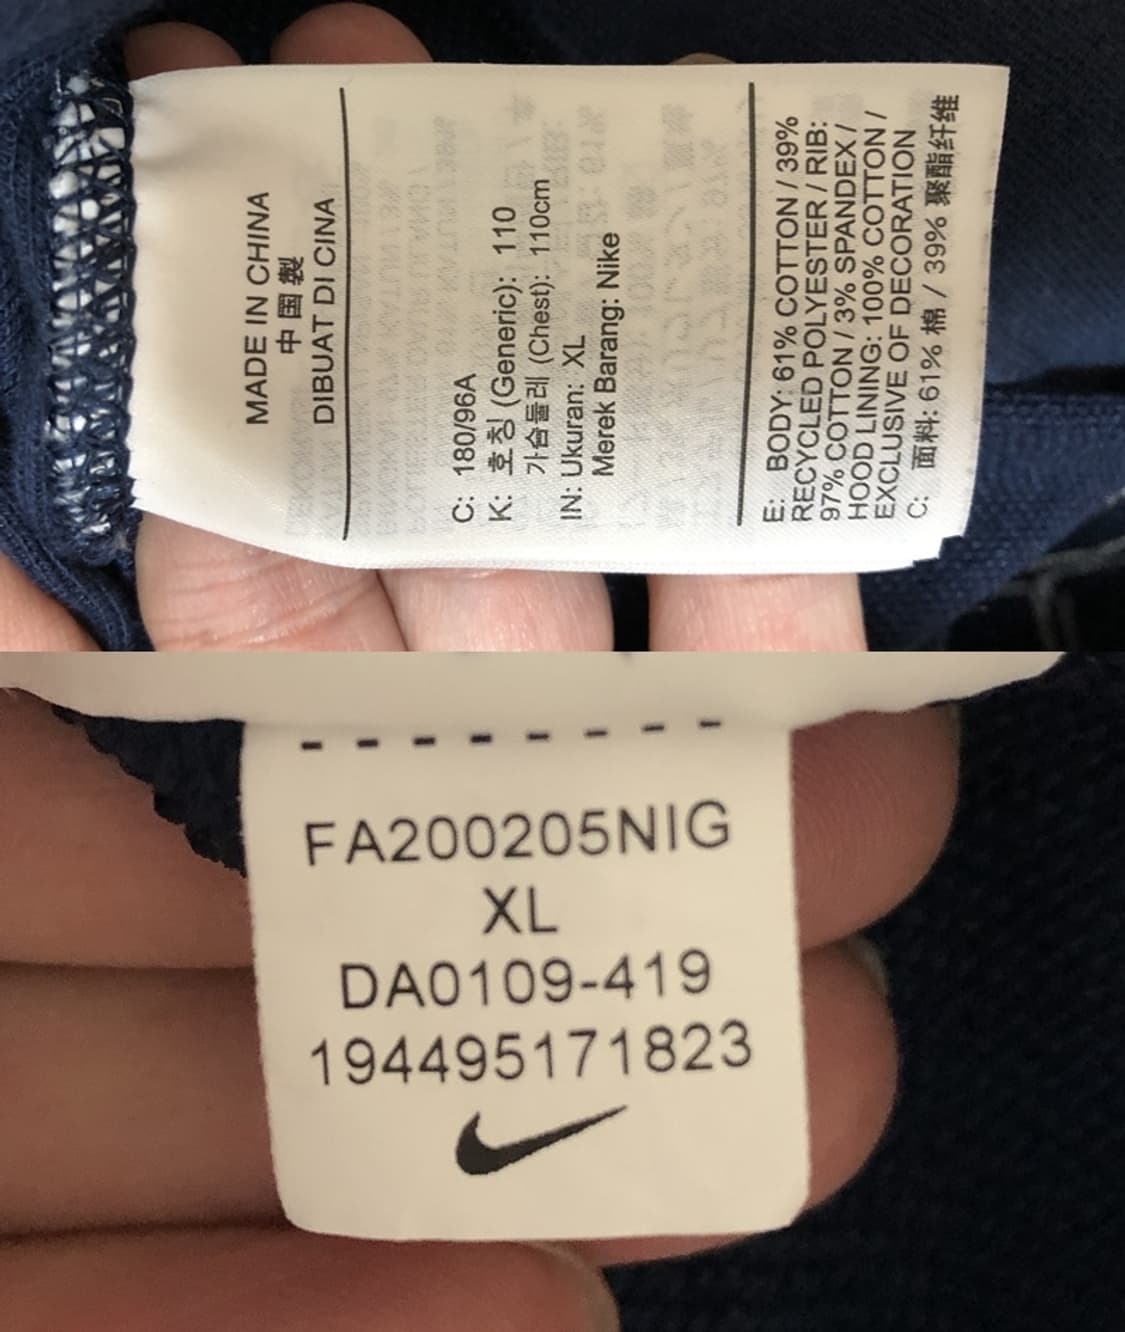 MADE IN CHINA
中国製
DIBUAT DI CINA
C: 180/96A
K: 호칭 (Generic): 110
가슴둘레 (Chest): 110cm
IN: Ukuran: XL
Merek Barang: Nike
E: BODY: 61% COTTON / 39%
RECYCLED POLYESTER / RIB:
97% COTTON / 3% SPANDEX /
HOOD LINING: 100% COTTON /
EXCLUSIVE OF DECORATION
C: 面料: 61% 棉 / 39% 聚酯纤维
FA200205NIG
XL
DA0109-419
194495171823